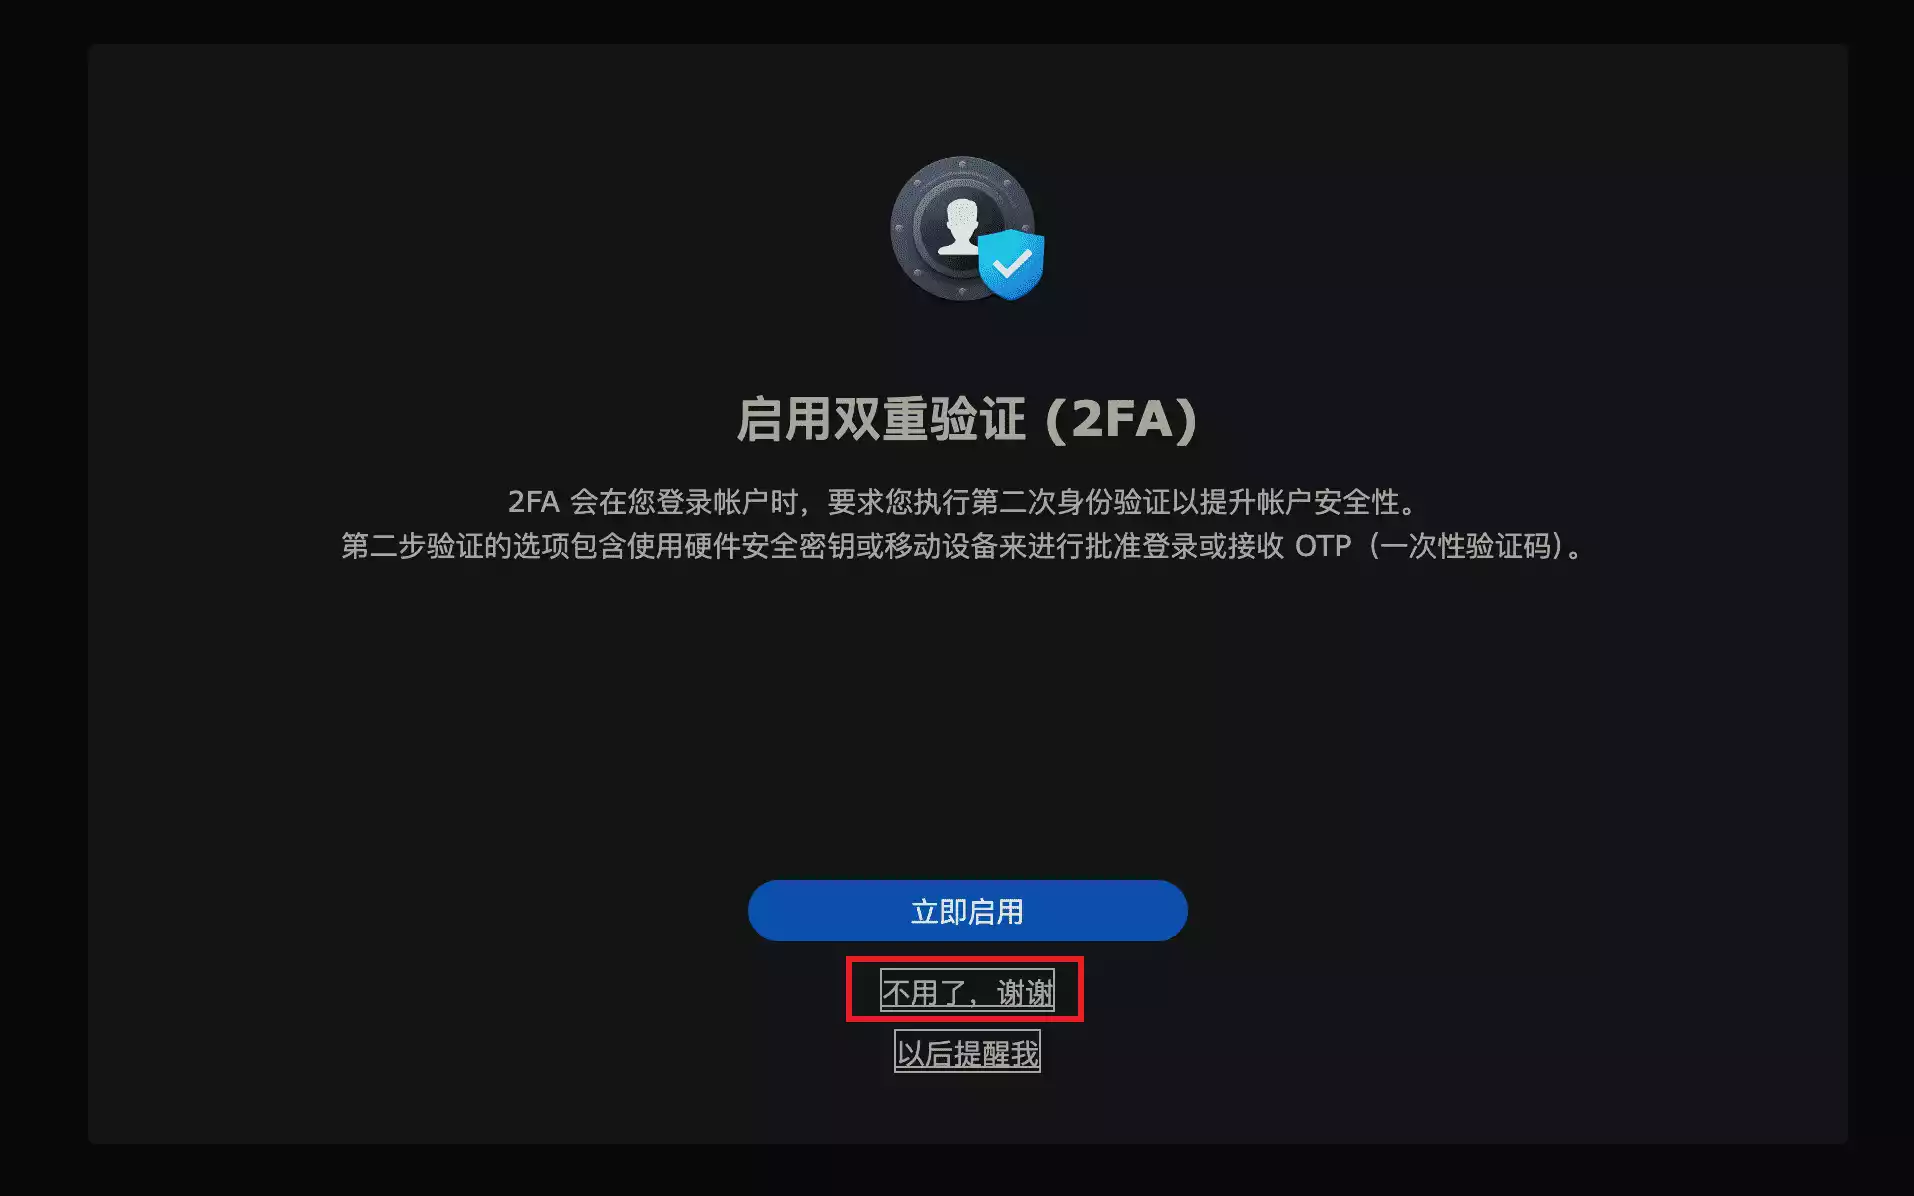 启用双重验证 (2FA)
2FA 会在您登录帐户时，要求您执行第二次身份验证以提升帐户安全性。
第二步验证的选项包含使用硬件安全密钥或移动设备来进行批准登录或接收 OTP（一次性验证码）。
立即启用
不用了，谢谢
以后提醒我